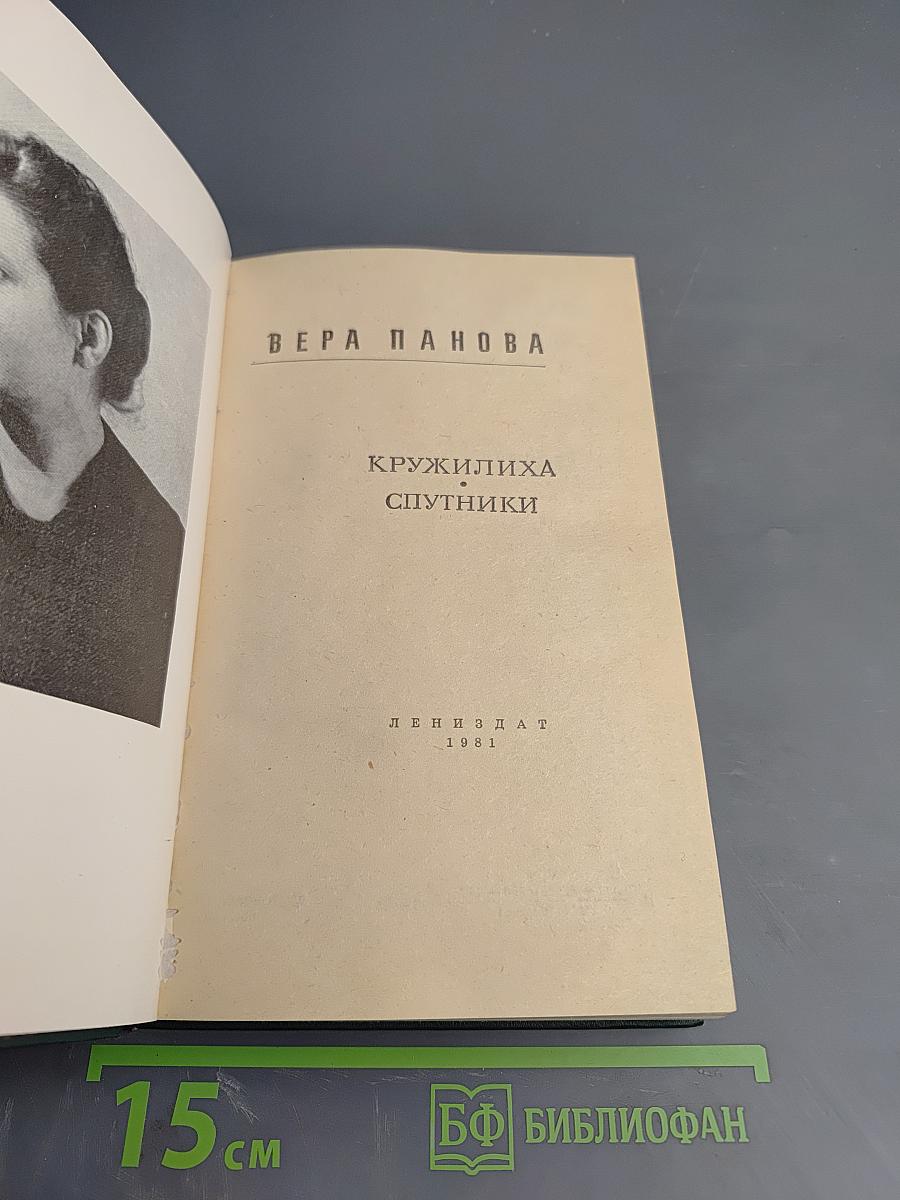 ВЕРА ПАНОВА
КРУЖИЛИХА
•
СПУТНИКИ
ЛЕНИЗДАТ
1981
15 см
БФ БИБЛИОФАН